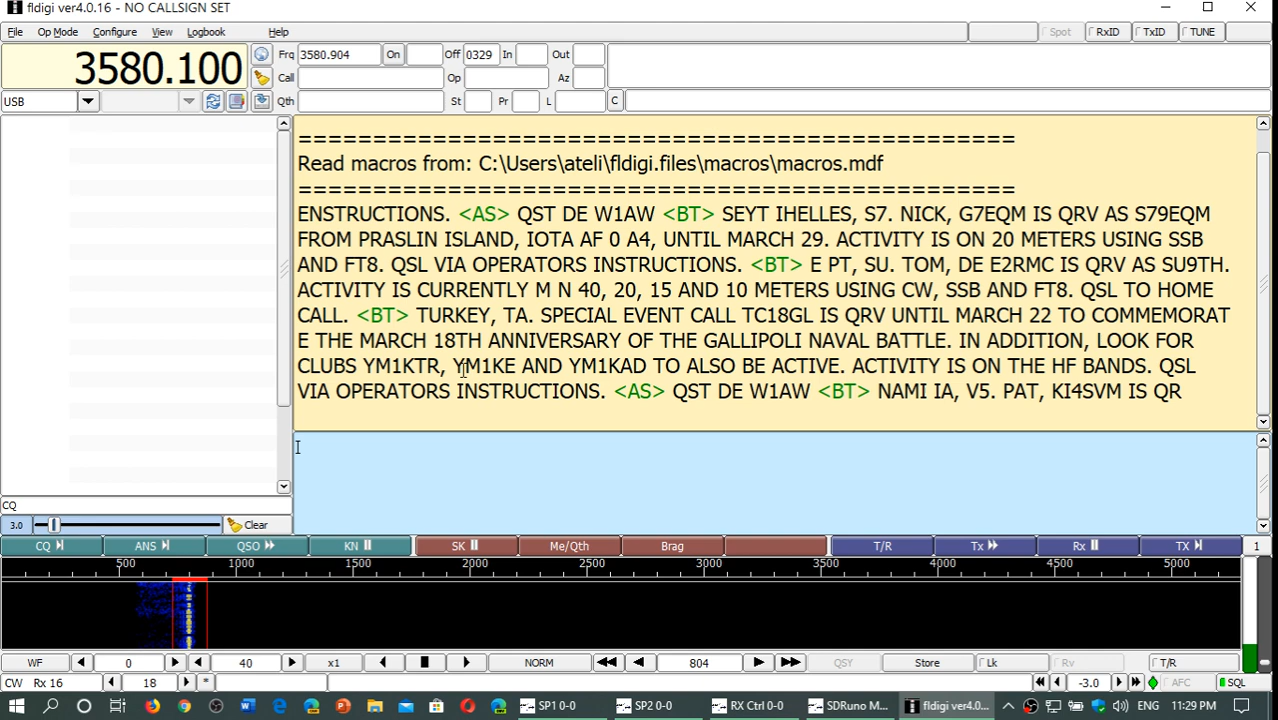 fldigi ver4.0.16 - NO CALLSIGN SET
File Op Mode Configure View Logbook Help Spot RxID TxID TUNE
3580.100 Frq 3580.904 On Off 0329 In Out
Call Op Az
USB Qth St Pr L C
=================================================
Read macros from: C:\Users\ateli\fldigi.files\macros\macros.mdf
=================================================
ENSTRUCTIONS. <AS> QST DE W1AW <BT> SEYT IHELLES, S7. NICK, G7EQM IS QRV AS S79EQM
FROM PRASLIN ISLAND, IOTA AF 0 A4, UNTIL MARCH 29. ACTIVITY IS ON 20 METERS USING SSB
AND FT8. QSL VIA OPERATORS INSTRUCTIONS. <BT> E PT, SU. TOM, DE E2RMC IS QRV AS SU9TH.
ACTIVITY IS CURRENTLY M N 40, 20, 15 AND 10 METERS USING CW, SSB AND FT8. QSL TO HOME
CALL. <BT> TURKEY, TA. SPECIAL EVENT CALL TC18GL IS QRV UNTIL MARCH 22 TO COMMEMORAT
E THE MARCH 18TH ANNIVERSARY OF THE GALLIPOLI NAVAL BATTLE. IN ADDITION, LOOK FOR
CLUBS YM1KTR, YM1KE AND YM1KAD TO ALSO BE ACTIVE. ACTIVITY IS ON THE HF BANDS. QSL
VIA OPERATORS INSTRUCTIONS. <AS> QST DE W1AW <BT> NAMI IA, V5. PAT, KI4SVM IS QR
CQ
3.0 Clear
CQ ANS QSO KN SK Me/Qth Brag T/R Tx Rx TX 1
500 1000 1500 2000 2500 3000 3500 4000 4500 5000
WF 0 40 x1 NORM 804 QSY Store Lk Rv T/R
CW Rx 16 18 * -3.0 AFC SQL
SP1 0-0 SP2 0-0 RX Ctrl 0-0 SDRuno M... fldigi ver4.0... 11:29 PM